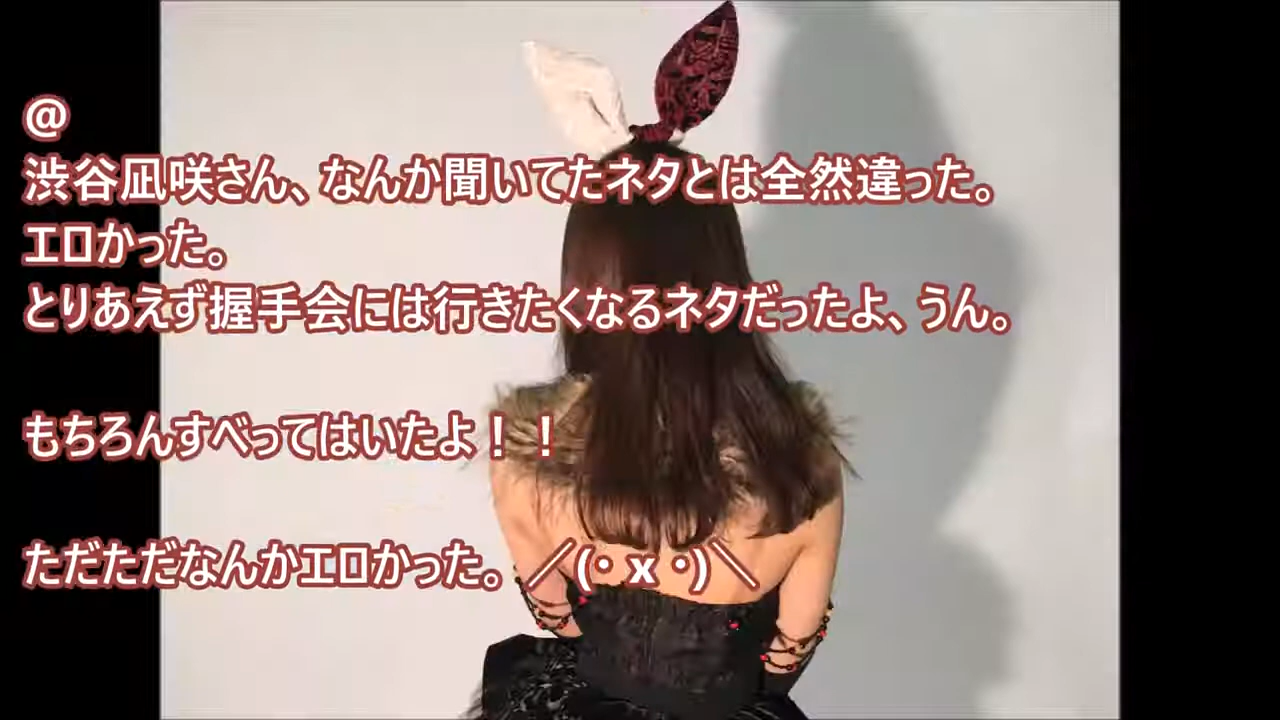 @
渋谷凪咲さん、なんか聞いてたネタとは全然違った。
エロかった。
とりあえず握手会には行きたくなるネタだったよ、うん。
もちろんすべってはいたよ！！
ただただなんかエロかった。／(・x・)＼